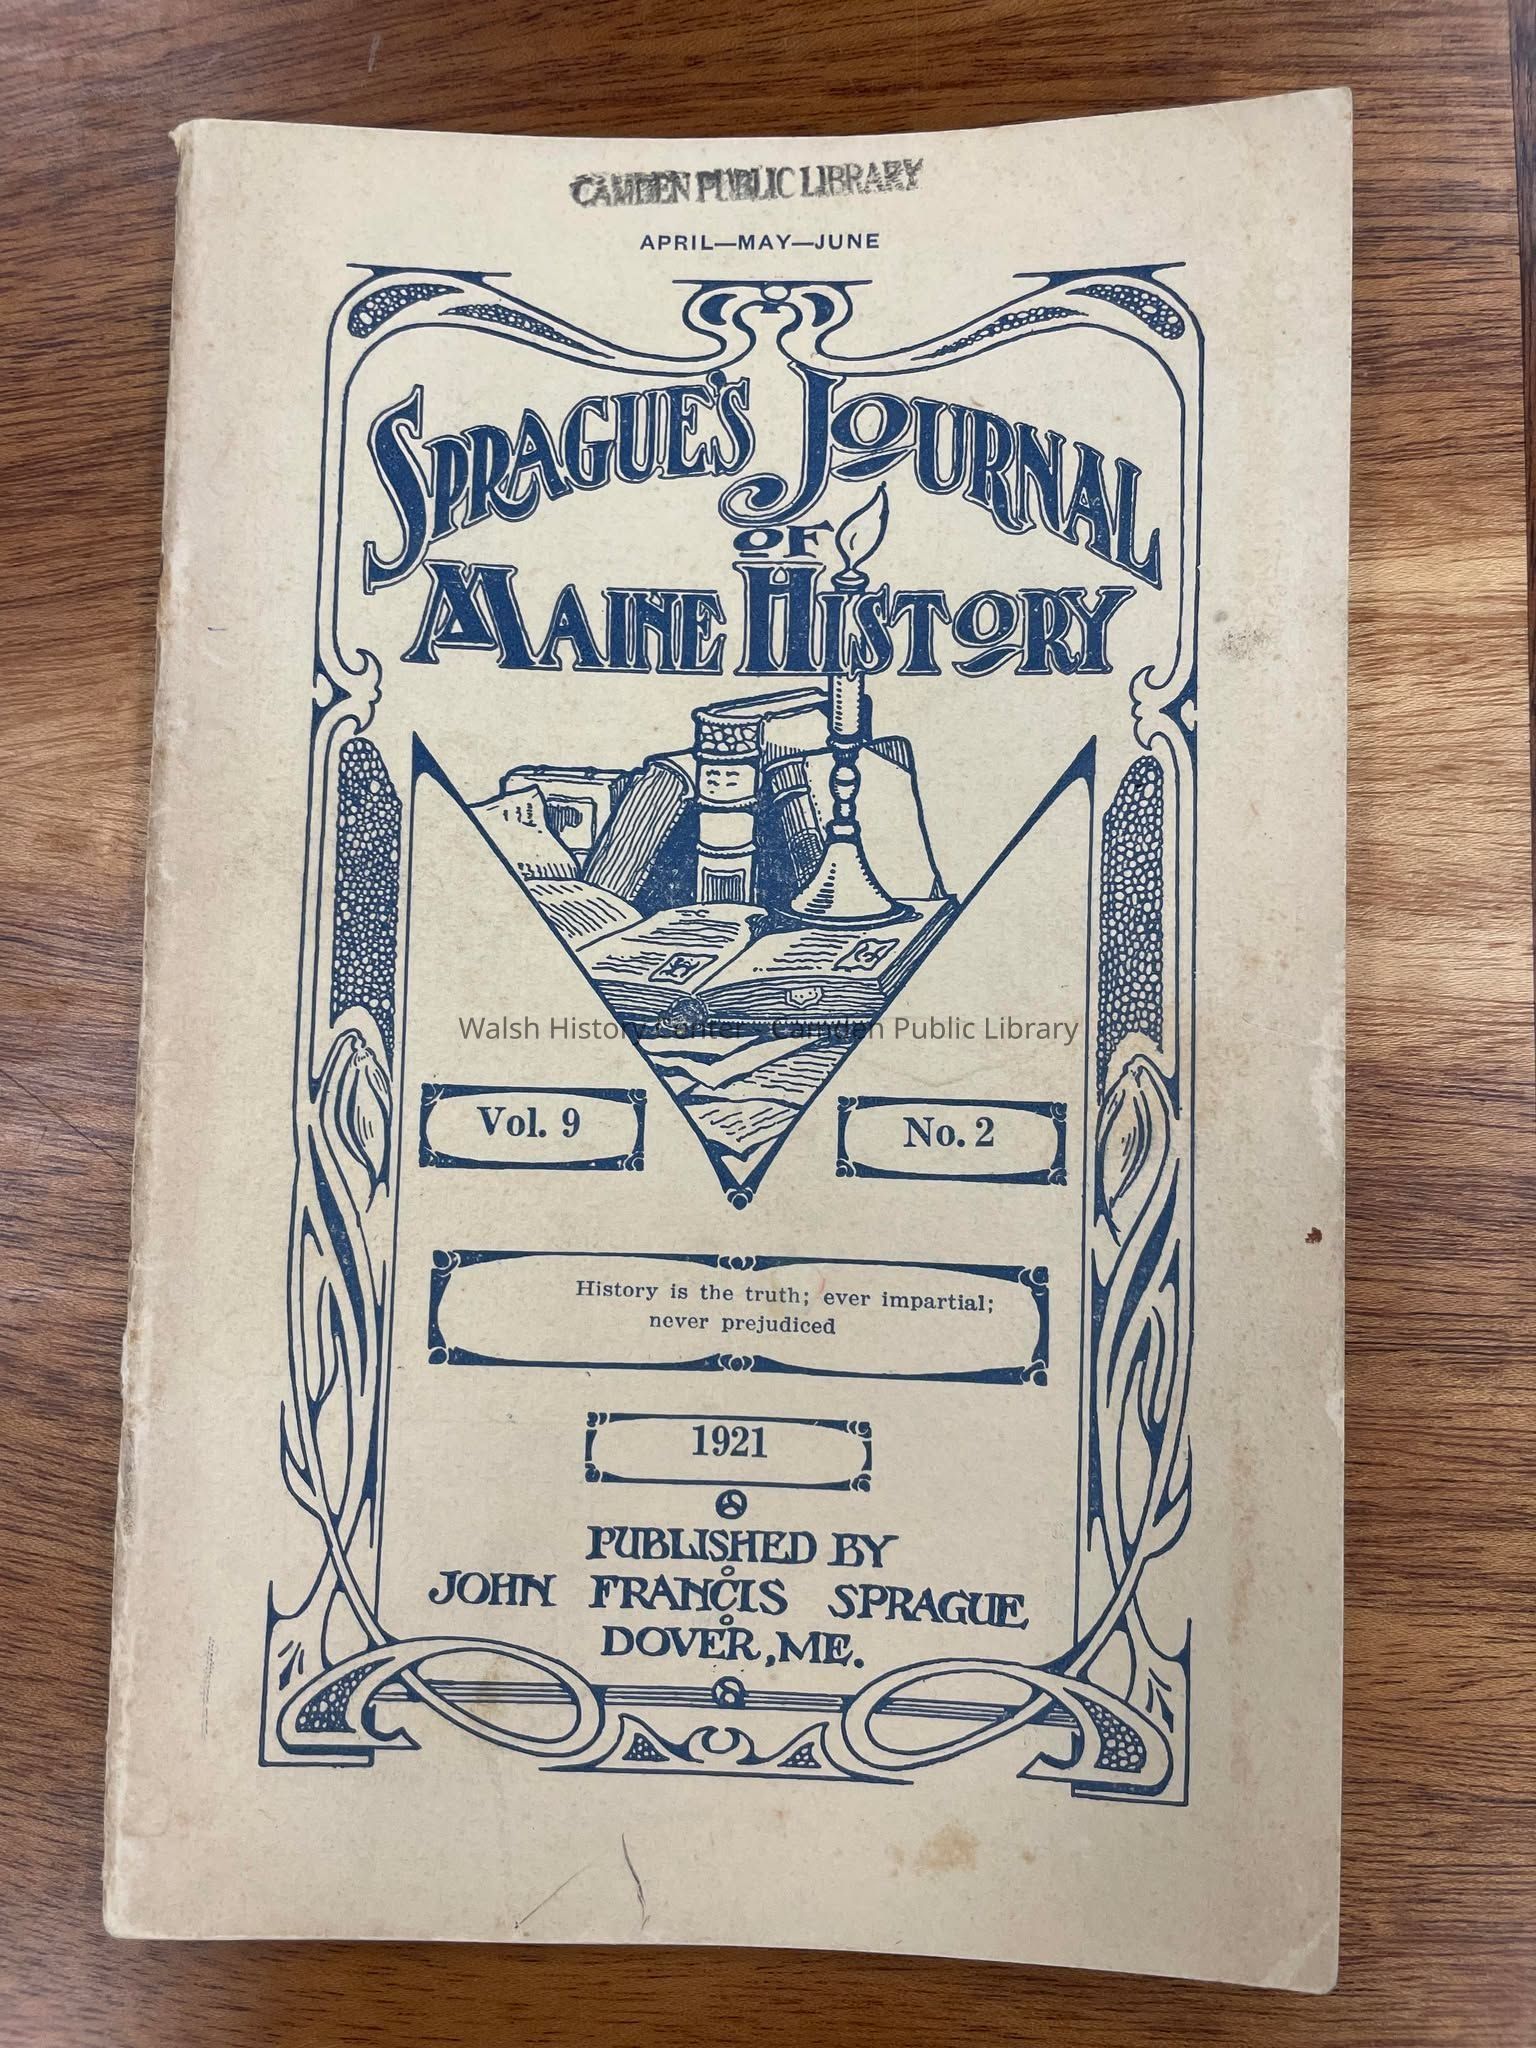 CAMDEN PUBLIC LIBRARY
APRIL—MAY—JUNE
SPRAGUE'S JOURNAL
OF
MAINE HISTORY
Walsh History Center - Camden Public Library
Vol. 9
No. 2
History is the truth; ever impartial;
never prejudiced
1921
PUBLISHED BY
JOHN FRANCIS SPRAGUE
DOVER, ME.